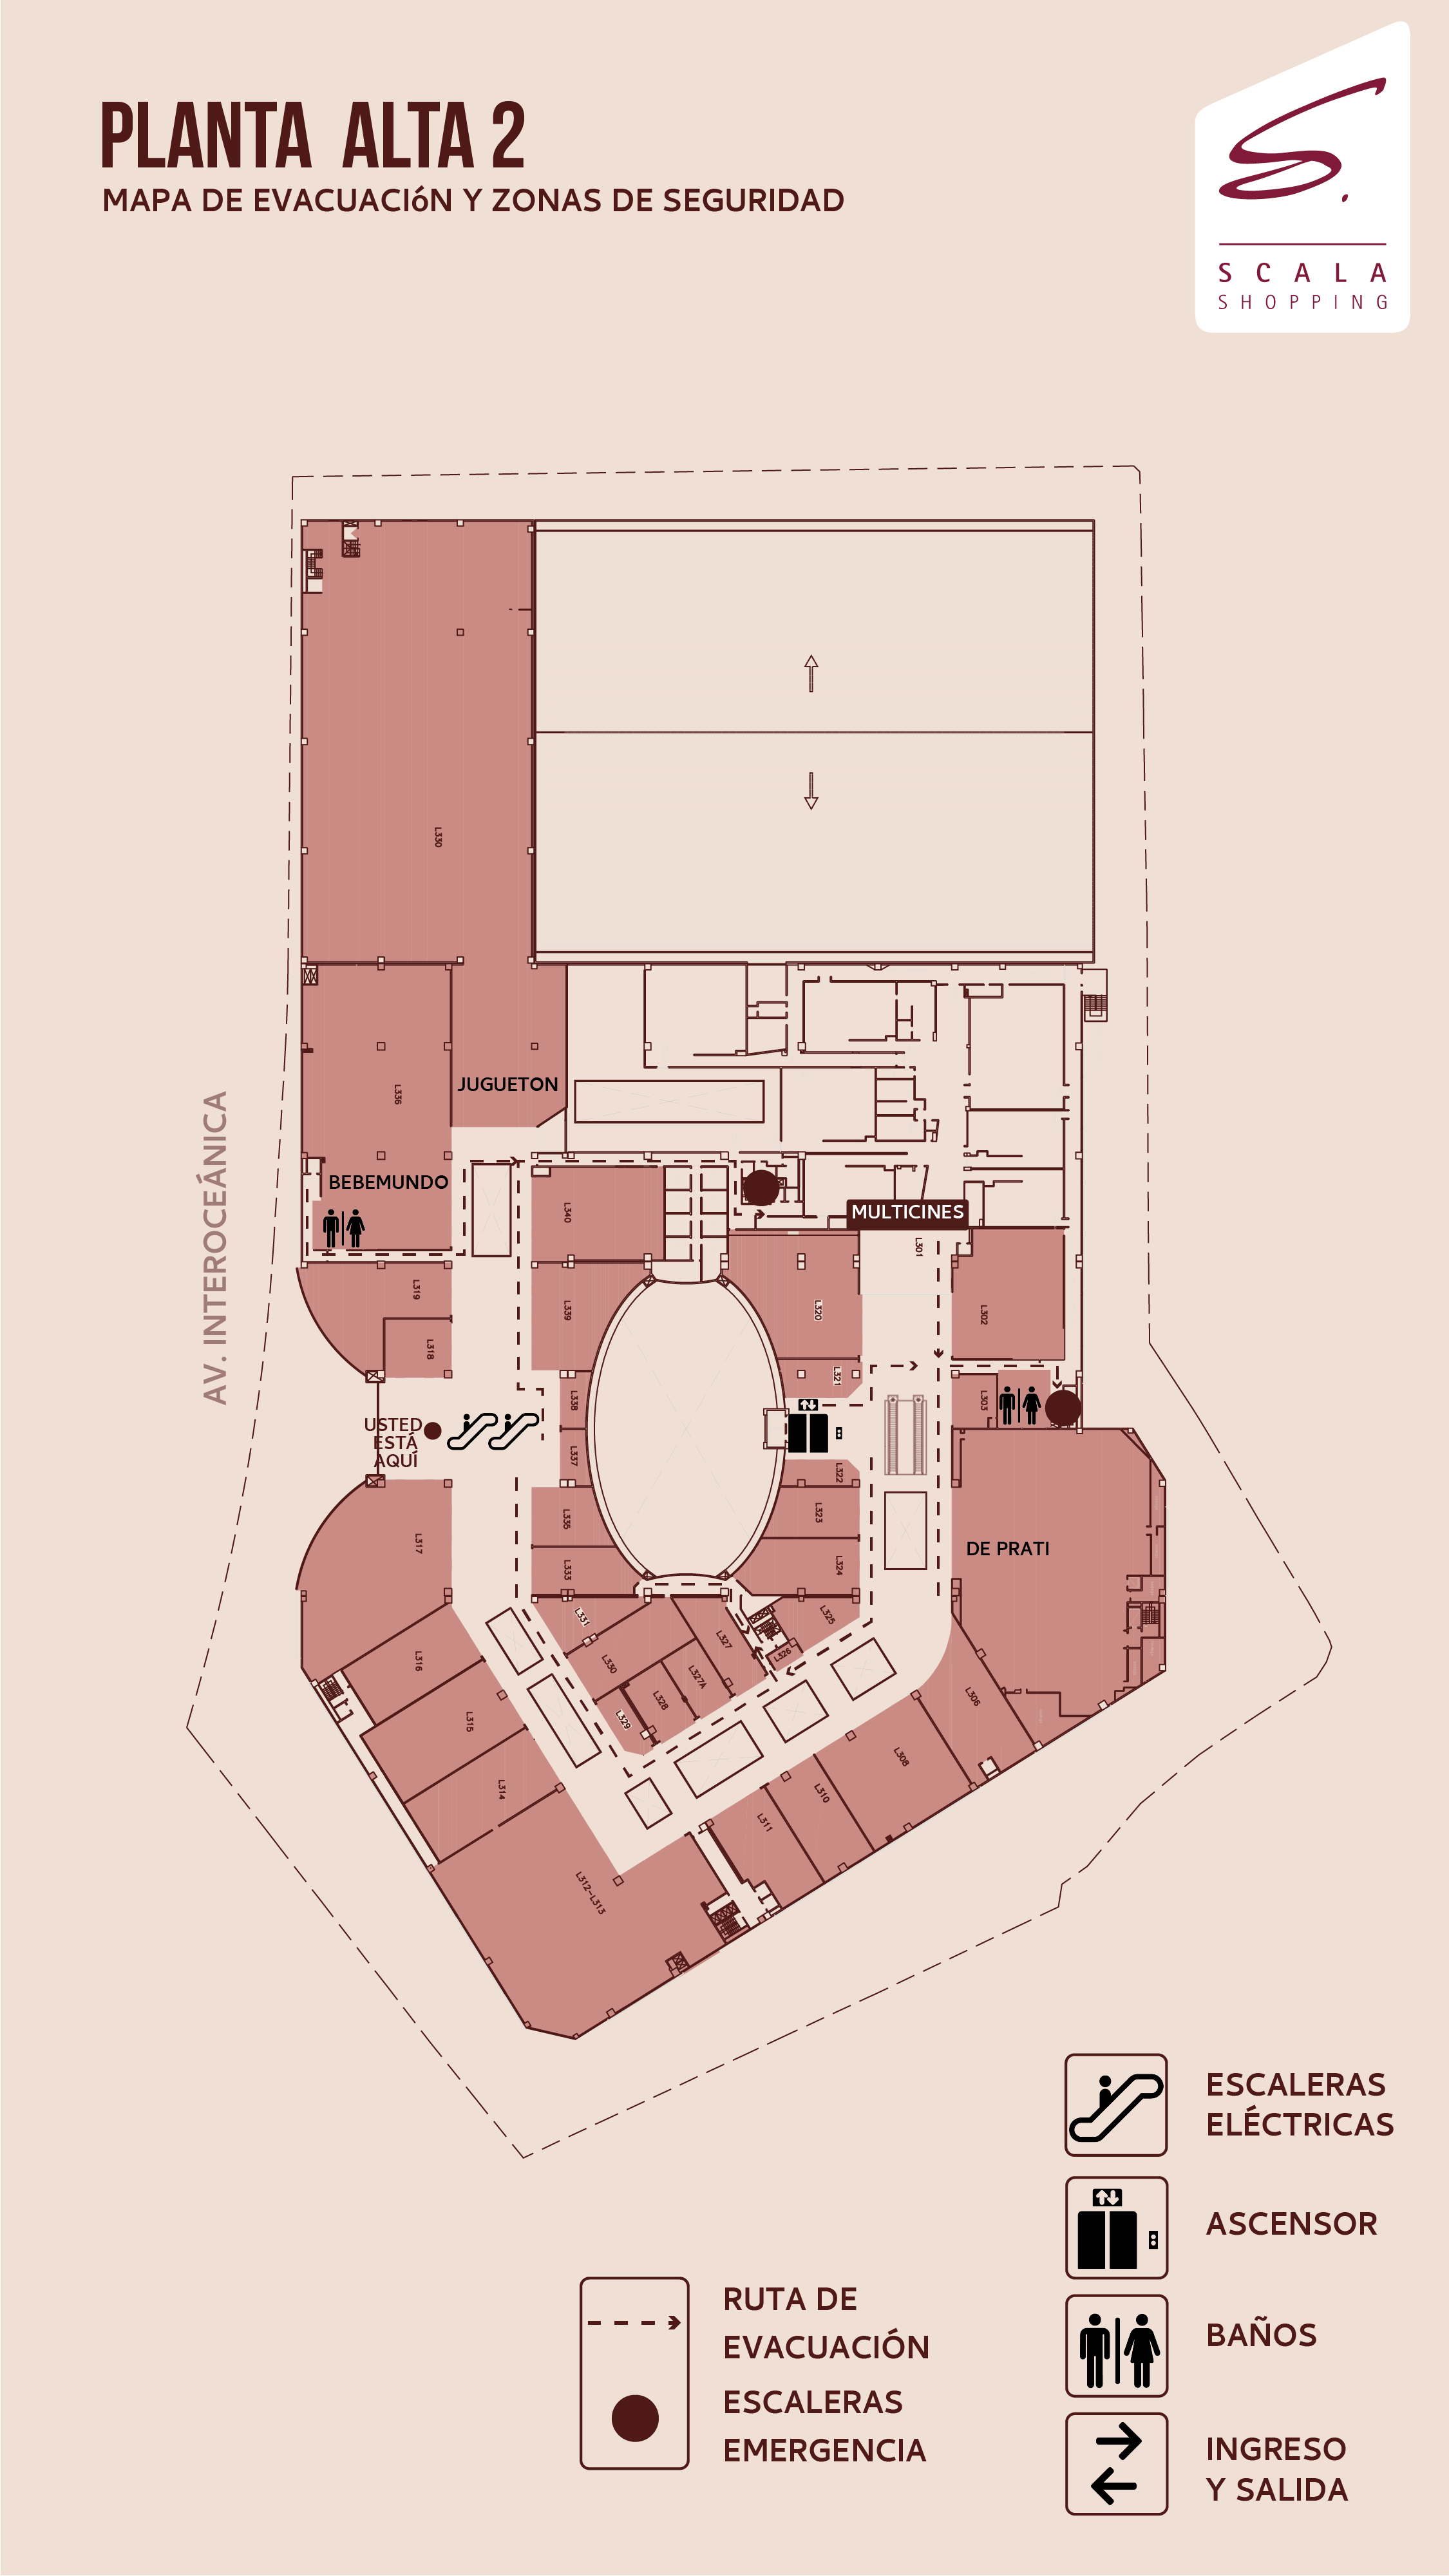 PLANTA ALTA 2
MAPA DE EVACUACIóN Y ZONAS DE SEGURIDAD
SCALA
SHOPPING
L330
JUGUETON
L336
BEBEMUNDO
AV. INTEROCEÁNICA
L340
MULTICINES
L301
L319
L339
L320
L302
L318
L321
L338
L303
USTED
ESTÁ
AQUÍ
L337
L322
L317
L335
L323
DE PRATI
L333
L324
L331
L325
L327
L326
L316
L330
L327A
L328
L329
L306
L315
L308
L314
L310
L311
L312-L313
ESCALERAS
ELÉCTRICAS
ASCENSOR
RUTA DE
EVACUACIÓN
BAÑOS
ESCALERAS
EMERGENCIA
INGRESO
Y SALIDA